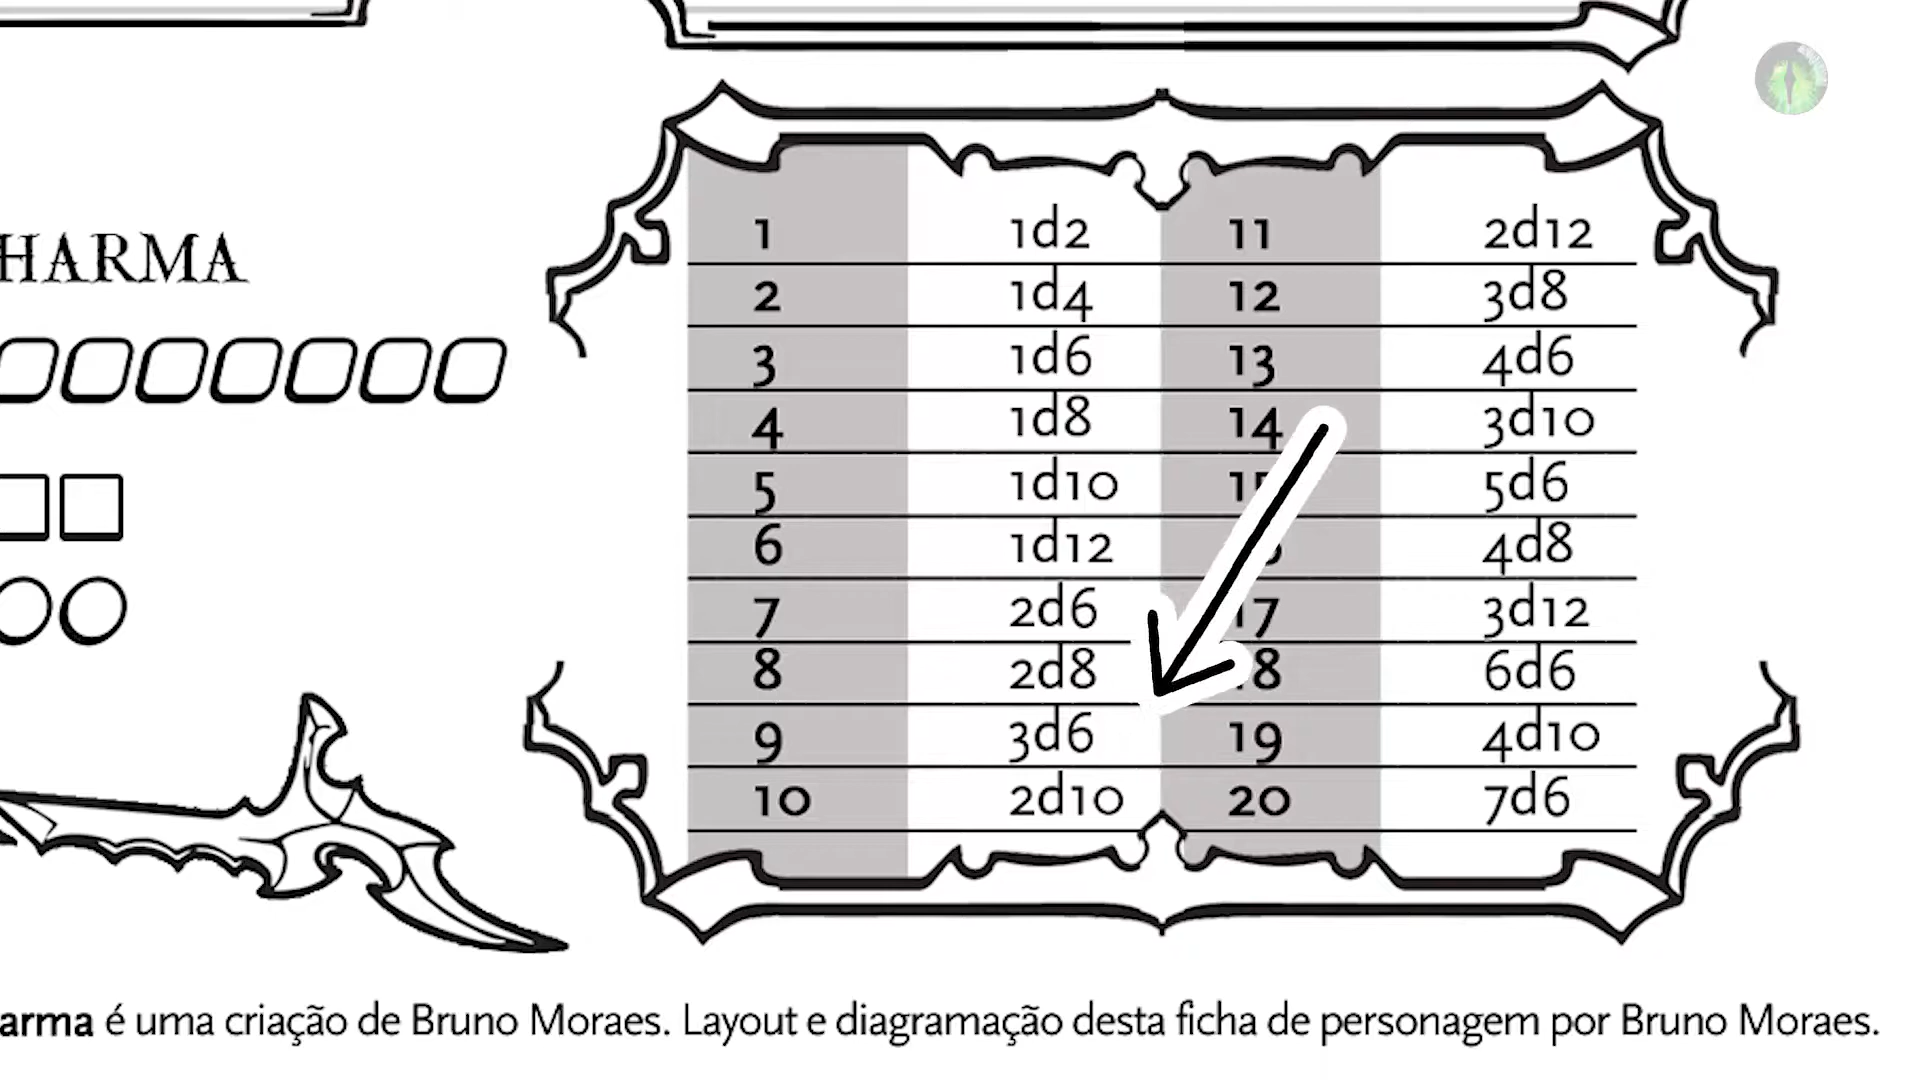 HARMA
1 1d2 11 2d12
2 1d4 12 3d8
3 1d6 13 4d6
4 1d8 14 3d10
5 1d10 5d6
6 1d12 4d8
7 2d6 17 3d12
8 2d8 18 6d6
9 3d6 19 4d10
10 2d10 20 7d6
arma é uma criação de Bruno Moraes. Layout e diagramação desta ficha de personagem por Bruno Moraes.